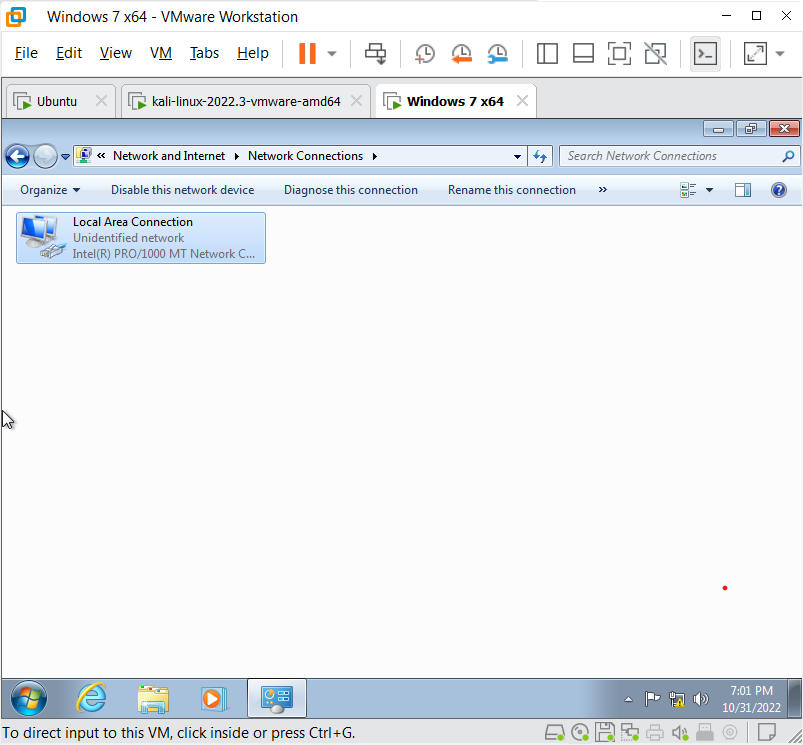 Windows 7 x64 - VMware Workstation
File Edit View VM Tabs Help
Ubuntu kali-linux-2022.3-vmware-amd64 Windows 7 x64
« Network and Internet Network Connections Search Network Connections
Organize Disable this network device Diagnose this connection Rename this connection »
Local Area Connection
Unidentified network
Intel(R) PRO/1000 MT Network C...
7:01 PM
10/31/2022
To direct input to this VM, click inside or press Ctrl+G.